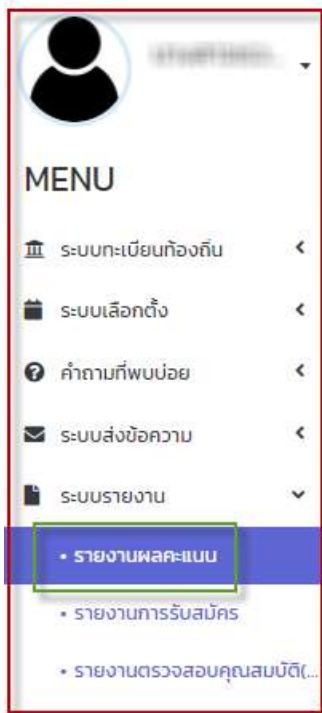 MENU
ระบบทะเบียนท้องถิ่น
ระบบเลือกตั้ง
คำถามที่พบบ่อย
ระบบส่งข้อความ
ระบบรายงาน
• รายงานผลคะแนน
• รายงานการรับสมัคร
• รายงานตรวจสอบคุณสมบัติ(...